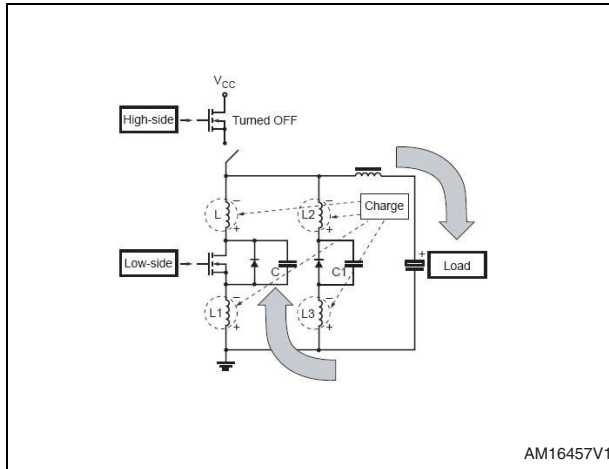 VCC
High-side
Turned OFF
L
L2
Charge
Low-side
C
C1
Load
L1
L3
AM16457V1